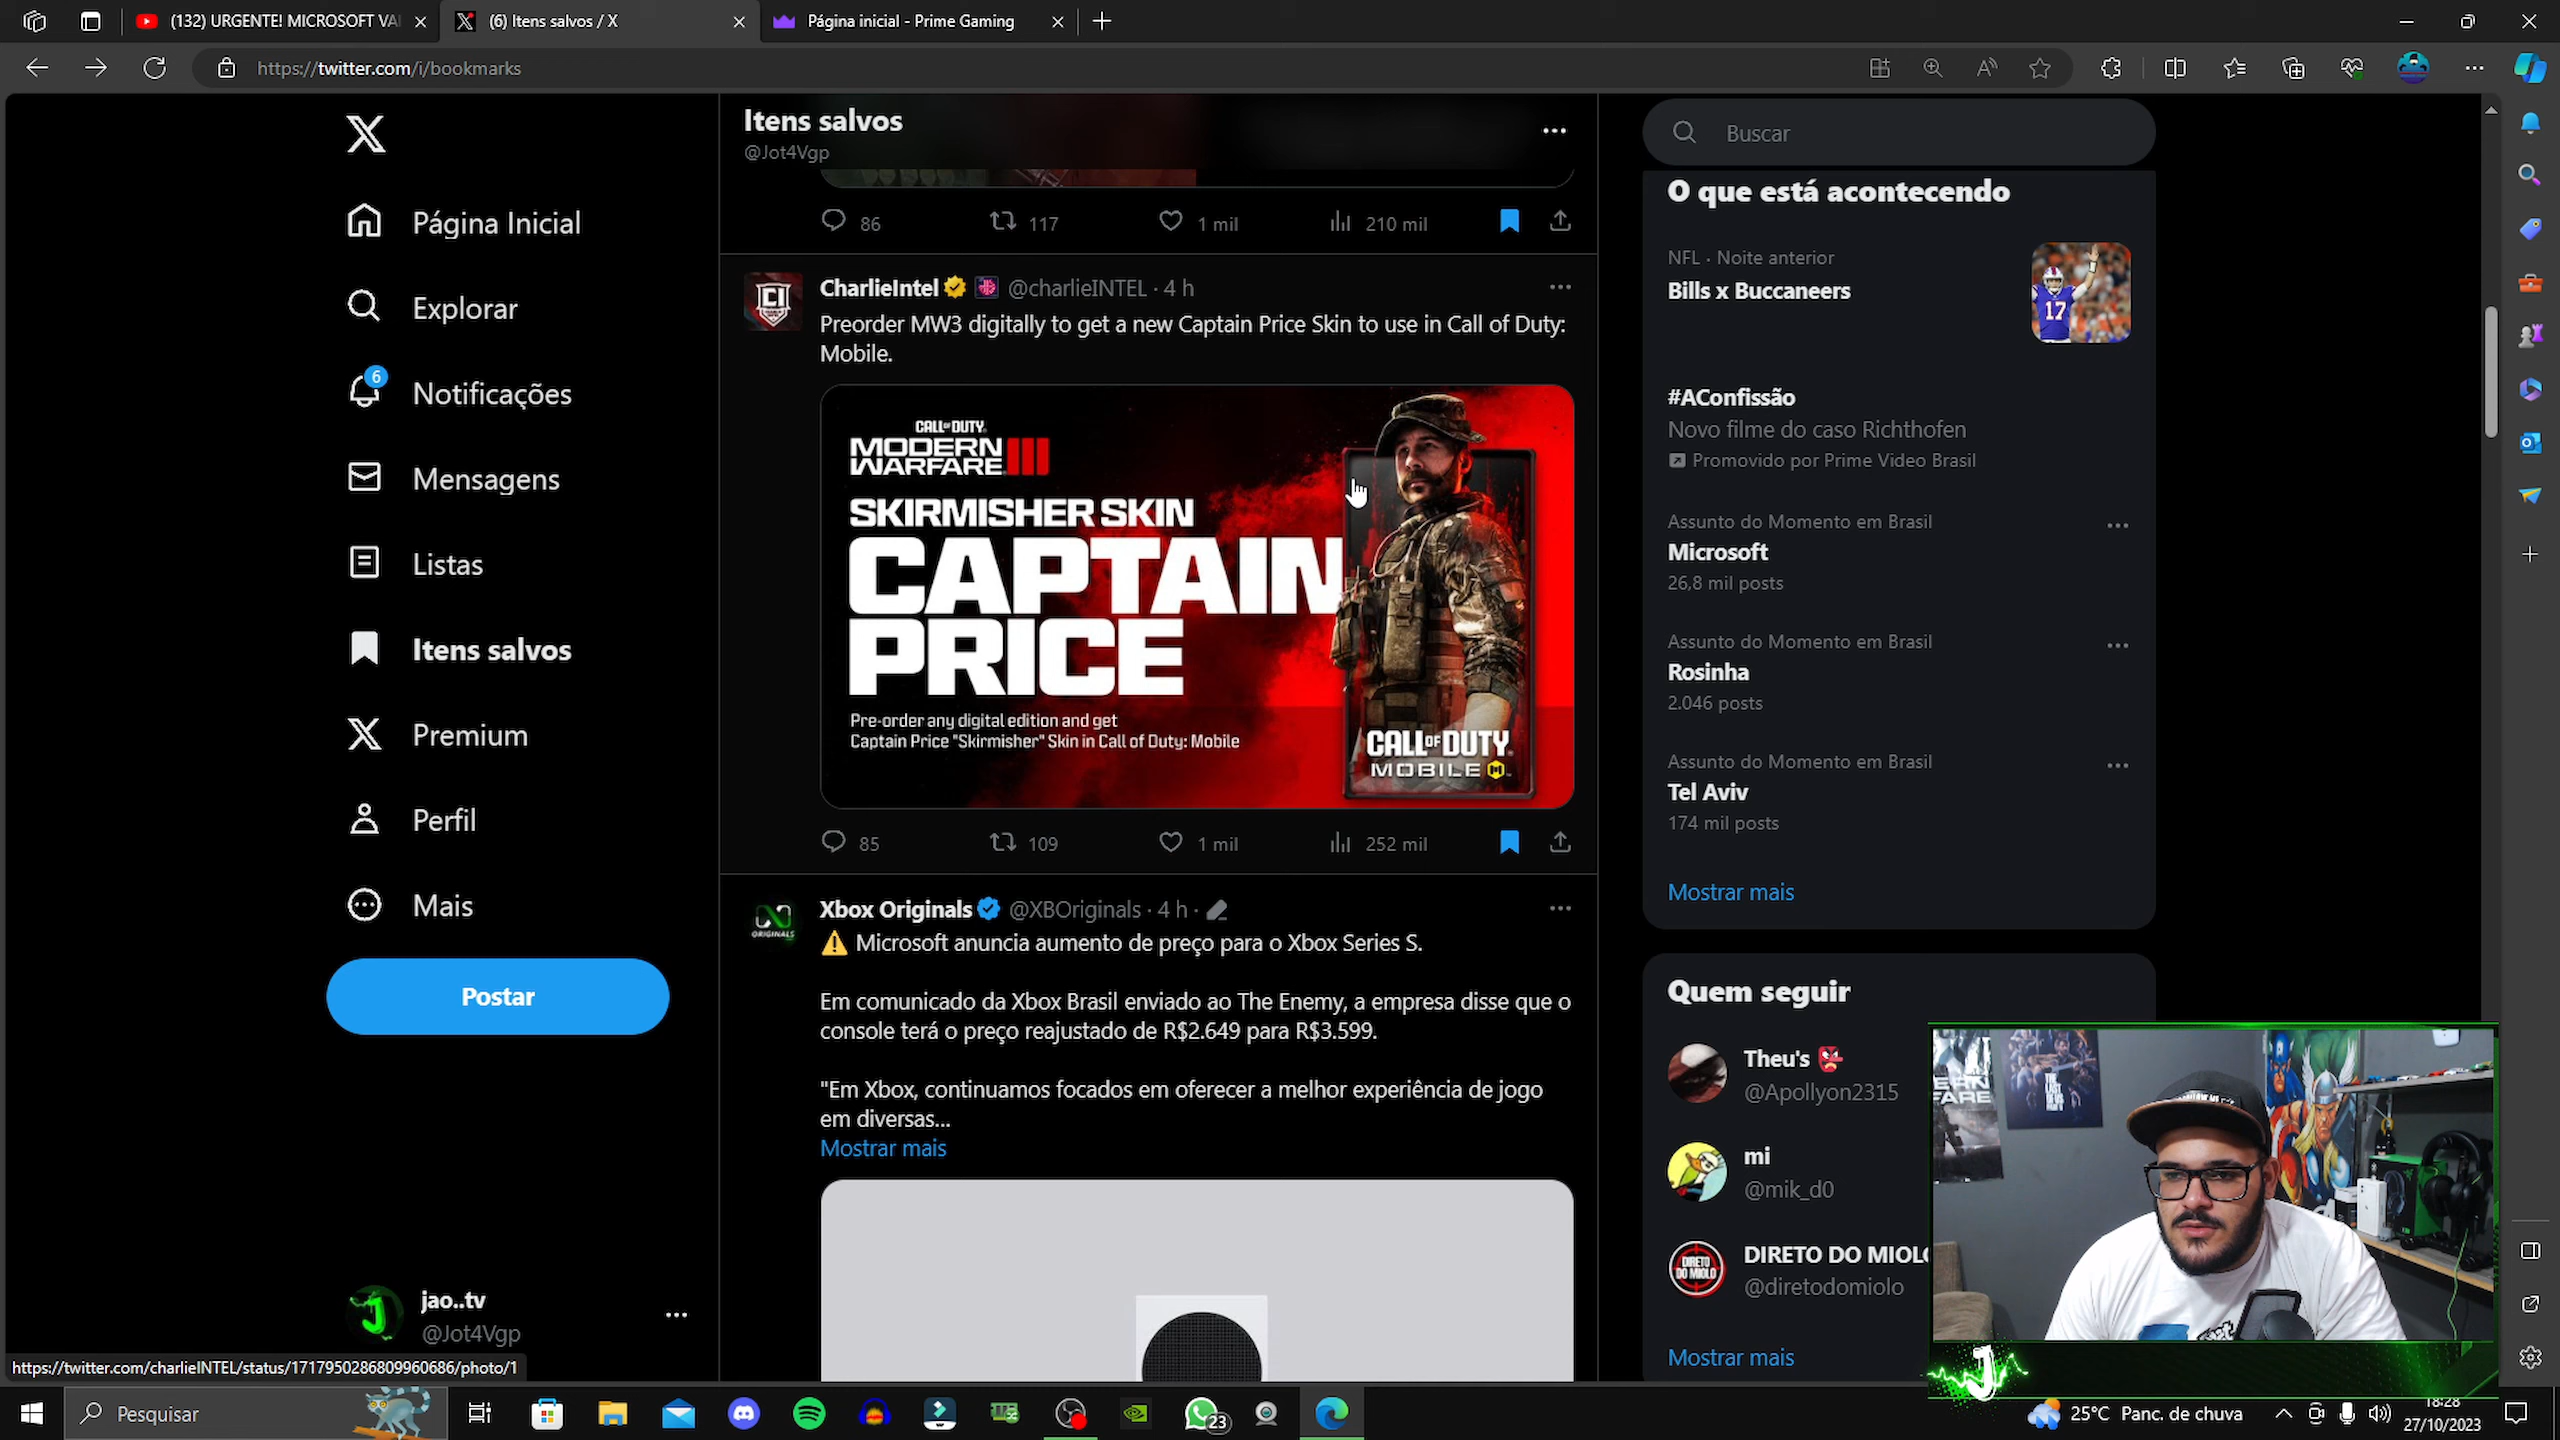 (132) URGENTE! MICROSOFT VAI
(6) Itens salvos / X
Página inicial - Prime Gaming
https://twitter.com/i/bookmarks
Página Inicial
Explorar
6
Notificações
Mensagens
Listas
Itens salvos
Premium
Perfil
Mais
Postar
jao..tv
@Jot4Vgp
https://twitter.com/charlieINTEL/status/1717950286809960686/photo/1
Itens salvos
@Jot4Vgp
86
117
1 mil
210 mil
CharlieIntel @charlieINTEL · 4 h
Preorder MW3 digitally to get a new Captain Price Skin to use in Call of Duty:
Mobile.
CALL OF DUTY
MODERN
WARFARE III
SKIRMISHER SKIN
CAPTAIN
PRICE
Pre-order any digital edition and get
Captain Price "Skirmisher" Skin in Call of Duty: Mobile
CALL OF DUTY
MOBILE
85
109
1 mil
252 mil
Xbox Originals @XBOriginals · 4 h ·
ORIGINALS
⚠️ Microsoft anuncia aumento de preço para o Xbox Series S.
Em comunicado da Xbox Brasil enviado ao The Enemy, a empresa disse que o
console terá o preço reajustado de R$2.649 para R$3.599.
"Em Xbox, continuamos focados em oferecer a melhor experiência de jogo
em diversas...
Mostrar mais
Buscar
O que está acontecendo
NFL · Noite anterior
Bills x Buccaneers
17
#AConfissão
Novo filme do caso Richthofen
Promovido por Prime Video Brasil
Assunto do Momento em Brasil
Microsoft
26,8 mil posts
Assunto do Momento em Brasil
Rosinha
2.046 posts
Assunto do Momento em Brasil
Tel Aviv
174 mil posts
Mostrar mais
Quem seguir
Theu's
@Apollyon2315
mi
@mik_d0
DIRETO DO MIOLO
@diretodomiolo
DIRETO
DO MIOLO
Mostrar mais
THE LAST
Pesquisar
23
25°C Panc. de chuva
18:28
27/10/2023